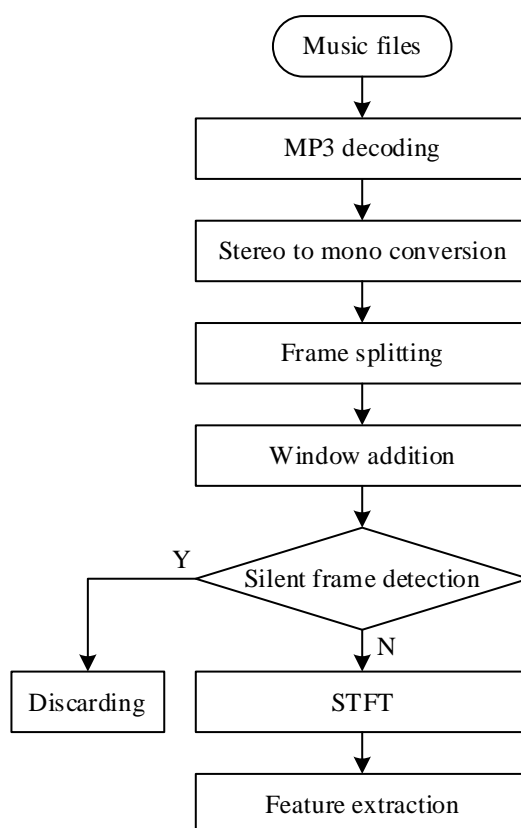 Music files
MP3 decoding
Stereo to mono conversion
Frame splitting
Window addition
Y
Silent frame detection
N
Discarding
STFT
Feature extraction